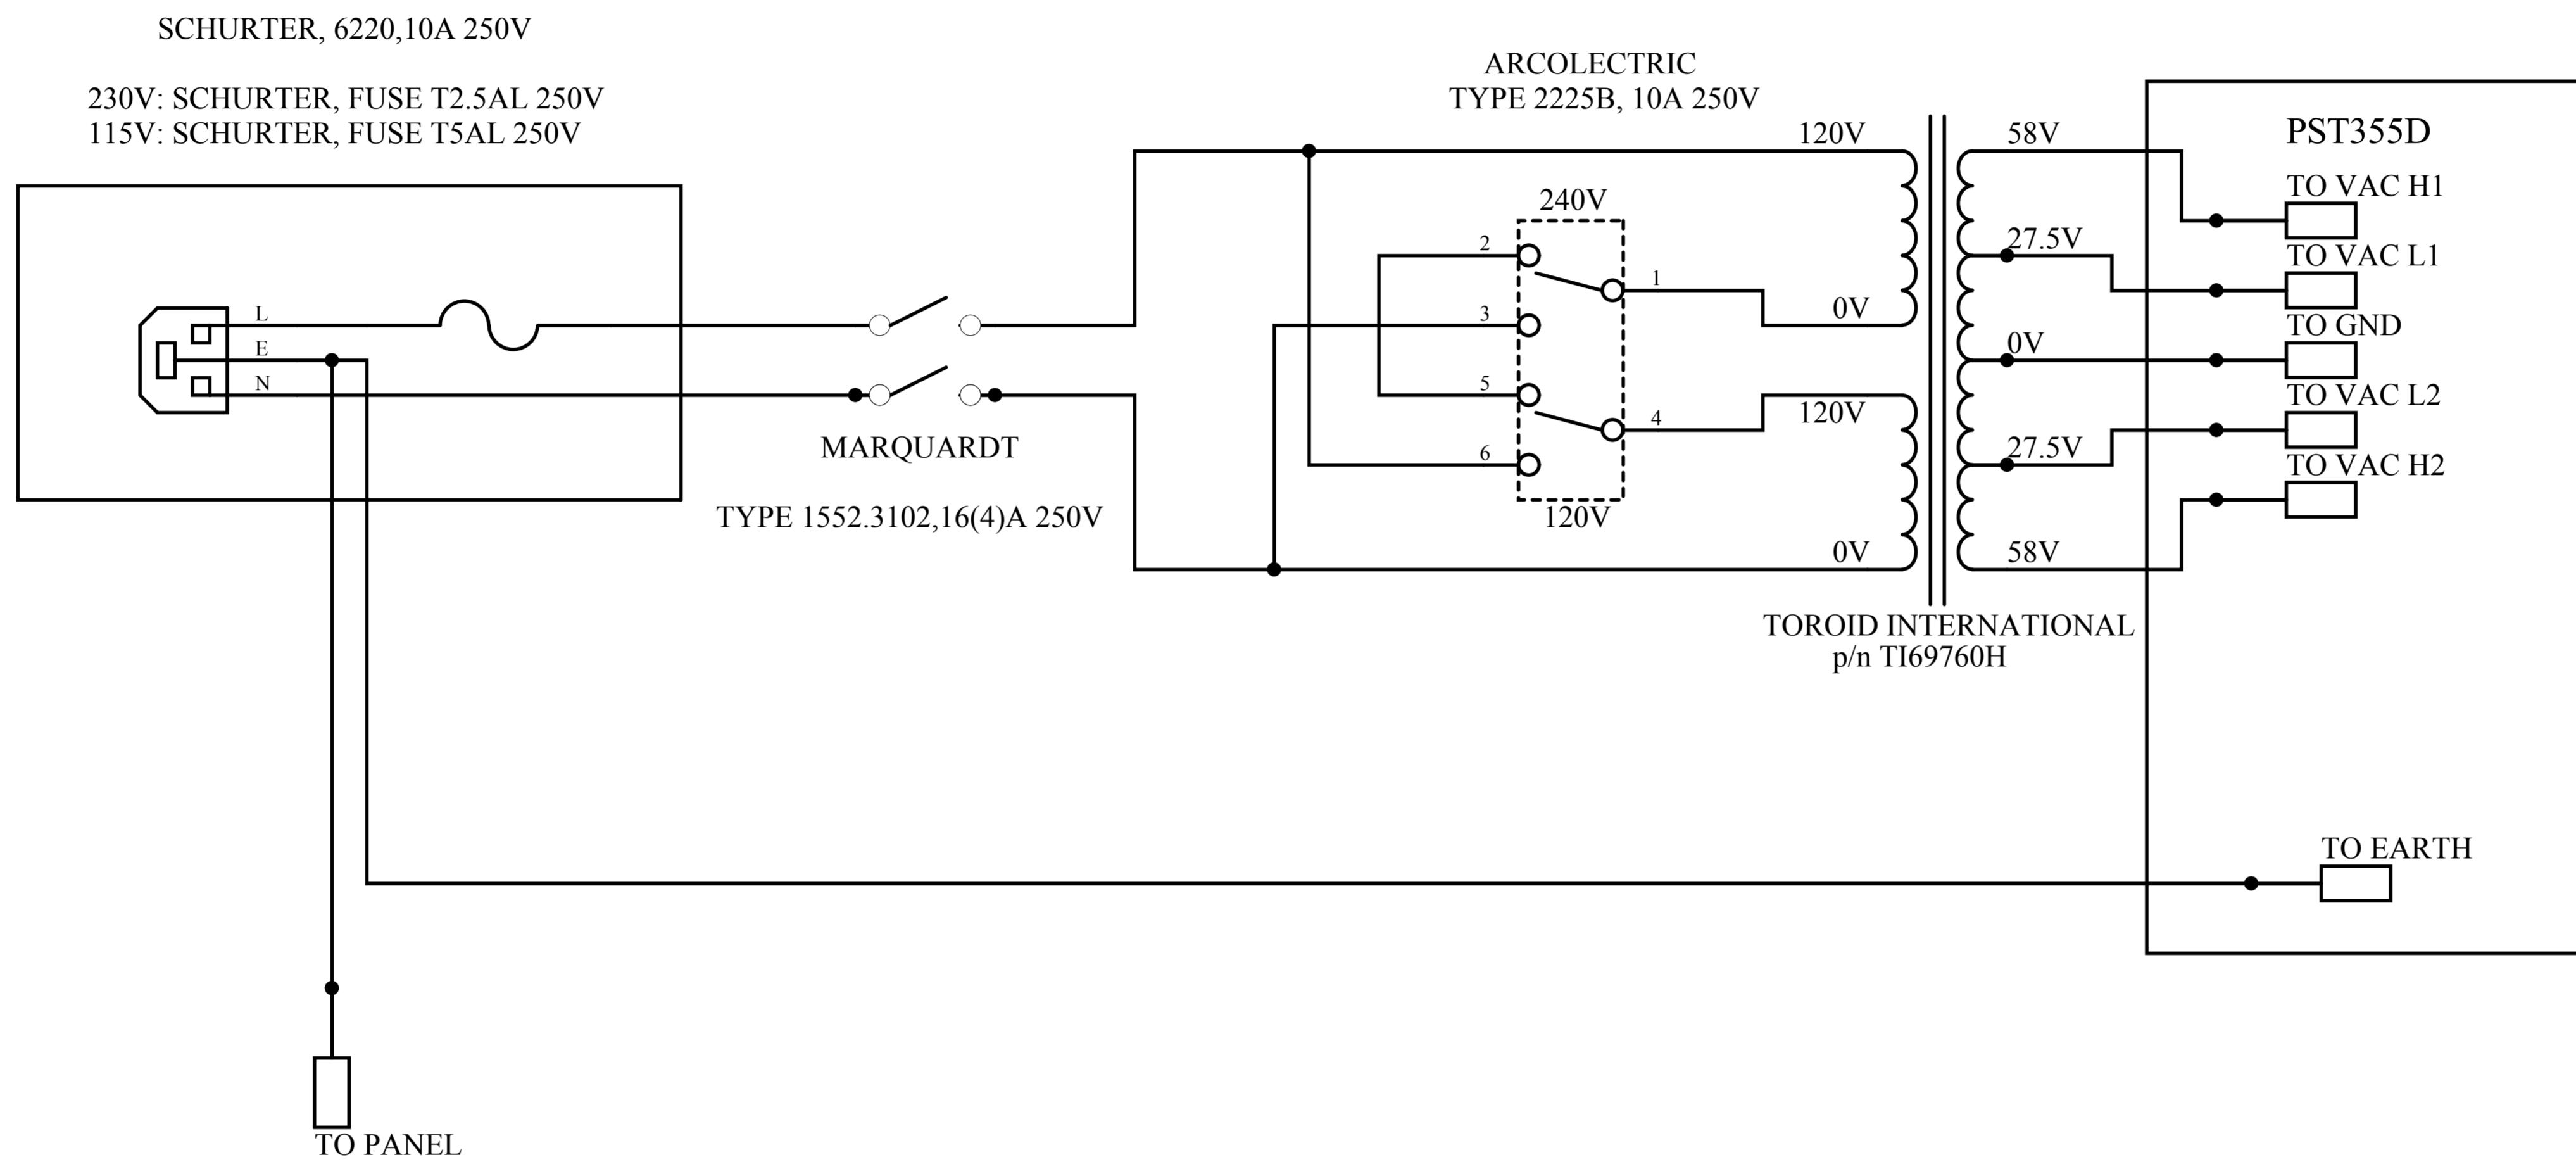 SCHURTER, 6220,10A 250V
230V: SCHURTER, FUSE T2.5AL 250V
115V: SCHURTER, FUSE T5AL 250V
L
E
N
MARQUARDT
TYPE 1552.3102,16(4)A 250V
ARCOLECTRIC
TYPE 2225B, 10A 250V
240V
2
3
5
6
1
4
120V
120V
0V
120V
0V
58V
27.5V
0V
27.5V
58V
TOROID INTERNATIONAL
p/n TI69760H
PST355D
TO VAC H1
TO VAC L1
TO GND
TO VAC L2
TO VAC H2
TO EARTH
TO PANEL